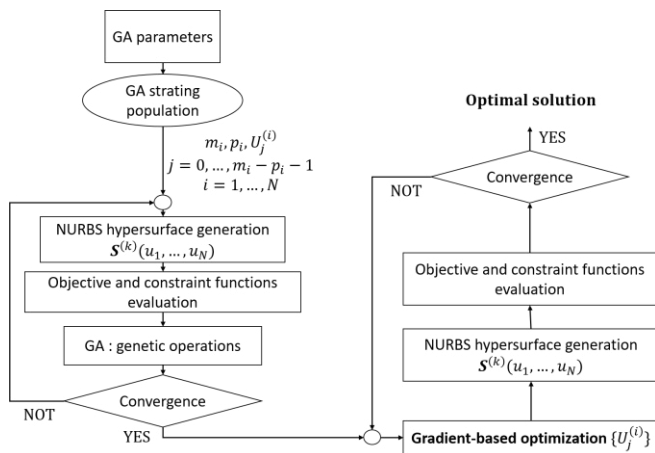 GA parameters
GA strating
population
m_i, p_i, U_j^{(i)}
j = 0, … , m_i − p_i − 1
i = 1, … , N
NURBS hypersurface generation
S^{(k)}(u_1, … , u_N)
Objective and constraint functions
evaluation
GA : genetic operations
Convergence
NOT
YES
Optimal solution
YES
Convergence
NOT
Objective and constraint functions
evaluation
NURBS hypersurface generation
S^{(k)}(u_1, … , u_N)
Gradient-based optimization {U_j^{(i)}}